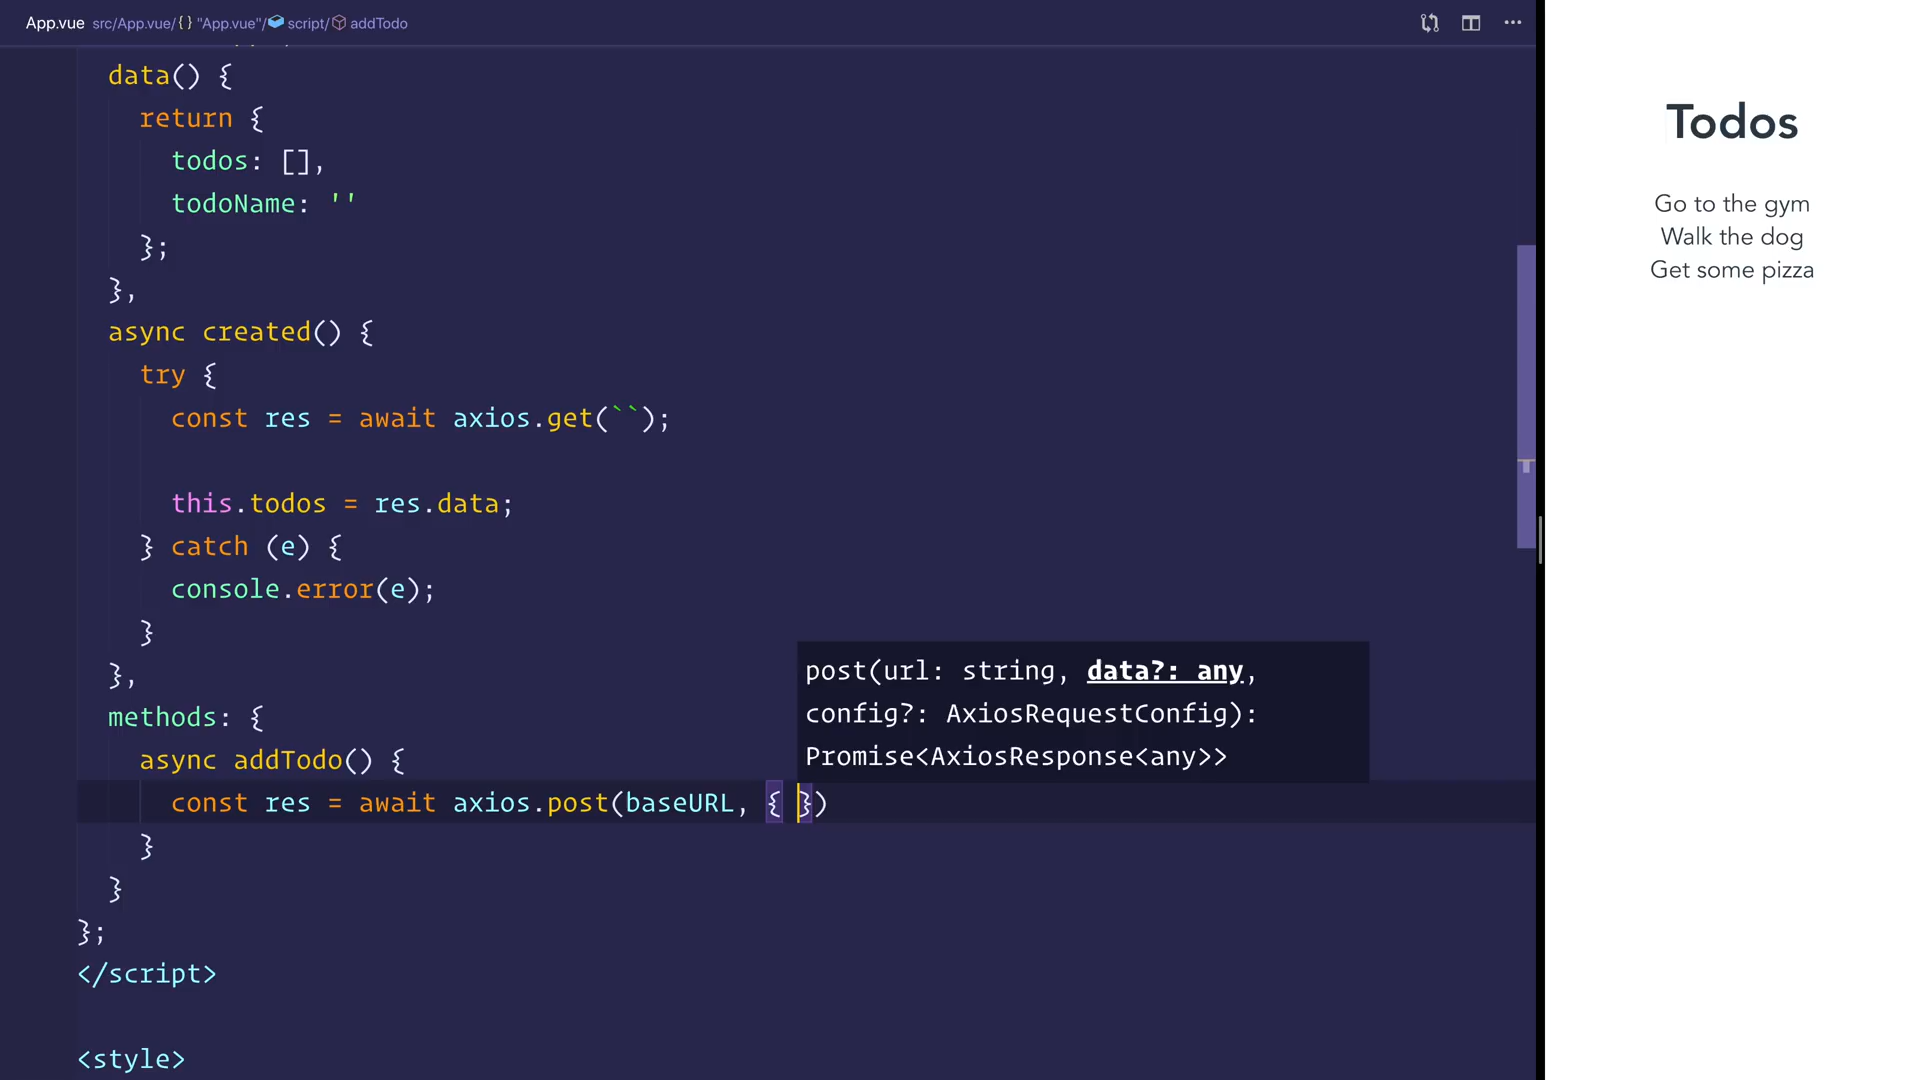 App.vue src/App.vue/{ } "App.vue"/ script/ addTodo
data() {
return {
todos: [],
todoName: ''
};
},
async created() {
try {
const res = await axios.get(``);
this.todos = res.data;
} catch (e) {
console.error(e);
}
},
methods: {
async addTodo() {
const res = await axios.post(baseURL, { })
}
}
};
</script>
<style>
post(url: string, data?: any,
config?: AxiosRequestConfig):
Promise<AxiosResponse<any>>
Todos
Go to the gym
Walk the dog
Get some pizza